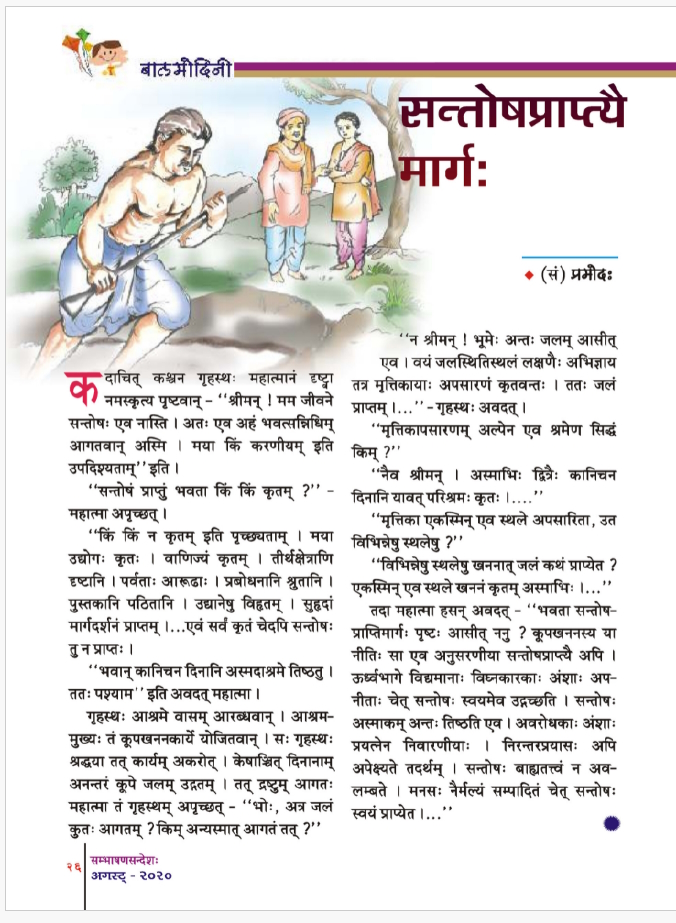 बालमोदिनी
सन्तोषप्राप्त्यै
मार्गः
♦ (सं) प्रमोदः
कदाचित् कश्चन गृहस्थः महात्मानं दृष्ट्वा
नमस्कृत्य पृष्टवान् – ‘‘श्रीमन् ! मम जीवने
सन्तोषः एव नास्ति । अतः एव अहं भवत्सन्निधिम्
आगतवान् अस्मि । मया किं करणीयम् इति
उपदिश्यताम्’’ इति ।
‘‘सन्तोषं प्राप्तुं भवता किं किं कृतम् ?’’ –
महात्मा अपृच्छत् ।
‘‘किं किं न कृतम् इति पृच्छ्यताम् । मया
उद्योगः कृतः । वाणिज्यं कृतम् । तीर्थक्षेत्राणि
दृष्टानि । पर्वताः आरूढाः । प्रबोधनानि श्रुतानि ।
पुस्तकानि पठितानि । उद्यानेषु विहृतम् । सुहृदां
मार्गदर्शनं प्राप्तम् ।...एवं सर्वं कृतं चेदपि सन्तोषः
तु न प्राप्तः ।
‘‘भवान् कानिचन दिनानि अस्मदाश्रमे तिष्ठतु ।
ततः पश्याम’’ इति अवदत् महात्मा ।
गृहस्थः आश्रमे वासम् आरब्धवान् । आश्रम-
मुख्यः तं कूपखननकार्ये योजितवान् । सः गृहस्थः
श्रद्धया तत् कार्यम् अकरोत् । केषाञ्चित् दिनानाम्
अनन्तरं कूपे जलम् उद्गतम् । तत् द्रष्टुम् आगतः
महात्मा तं गृहस्थम् अपृच्छत् – ‘‘भोः, अत्र जलं
कुतः आगतम् ? किम् अन्यस्मात् आगतं तत् ?’’
‘‘न श्रीमन् ! भूमेः अन्तः जलम् आसीत्
एव । वयं जलस्थितिस्थलं लक्षणैः अभिज्ञाय
तत्र मृत्तिकायाः अपसारणं कृतवन्तः । ततः जलं
प्राप्तम् ।...’’ – गृहस्थः अवदत् ।
‘‘मृत्तिकापसारणम् अल्पेन एव श्रमेण सिद्धं
किम् ?’’
‘‘नैव श्रीमन् । अस्माभिः द्वित्रैः कानिचन
दिनानि यावत् परिश्रमः कृतः ।....’’
‘‘मृत्तिका एकस्मिन् एव स्थले अपसारिता, उत
विभिन्नेषु स्थलेषु ?’’
‘‘विभिन्नेषु स्थलेषु खननात् जलं कथं प्राप्येत ?
एकस्मिन् एव स्थले खननं कृतम् अस्माभिः ।...’’
तदा महात्मा हसन् अवदत् – ‘‘भवता सन्तोष-
प्राप्तिमार्गः पृष्टः आसीत् ननु ? कूपखननस्य या
नीतिः सा एव अनुसरणीया सन्तोषप्राप्त्यै अपि ।
ऊर्ध्वभागे विद्यमानाः विघ्नकारकाः अंशाः अप-
नीताः चेत् सन्तोषः स्वयमेव उद्गच्छति । सन्तोषः
अस्माकम् अन्तः तिष्ठति एव । अवरोधकाः अंशाः
प्रयत्नेन निवारणीयाः । निरन्तरप्रयासः अपि
अपेक्ष्यते तदर्थम् । सन्तोषः बाह्यतत्त्वं न अव-
लम्बते । मनसः नैर्मल्यं सम्पादितं चेत् सन्तोषः
स्वयं प्राप्येत ।...’’
२६
सम्भाषणसन्देशः
अगस्ट् - २०२०